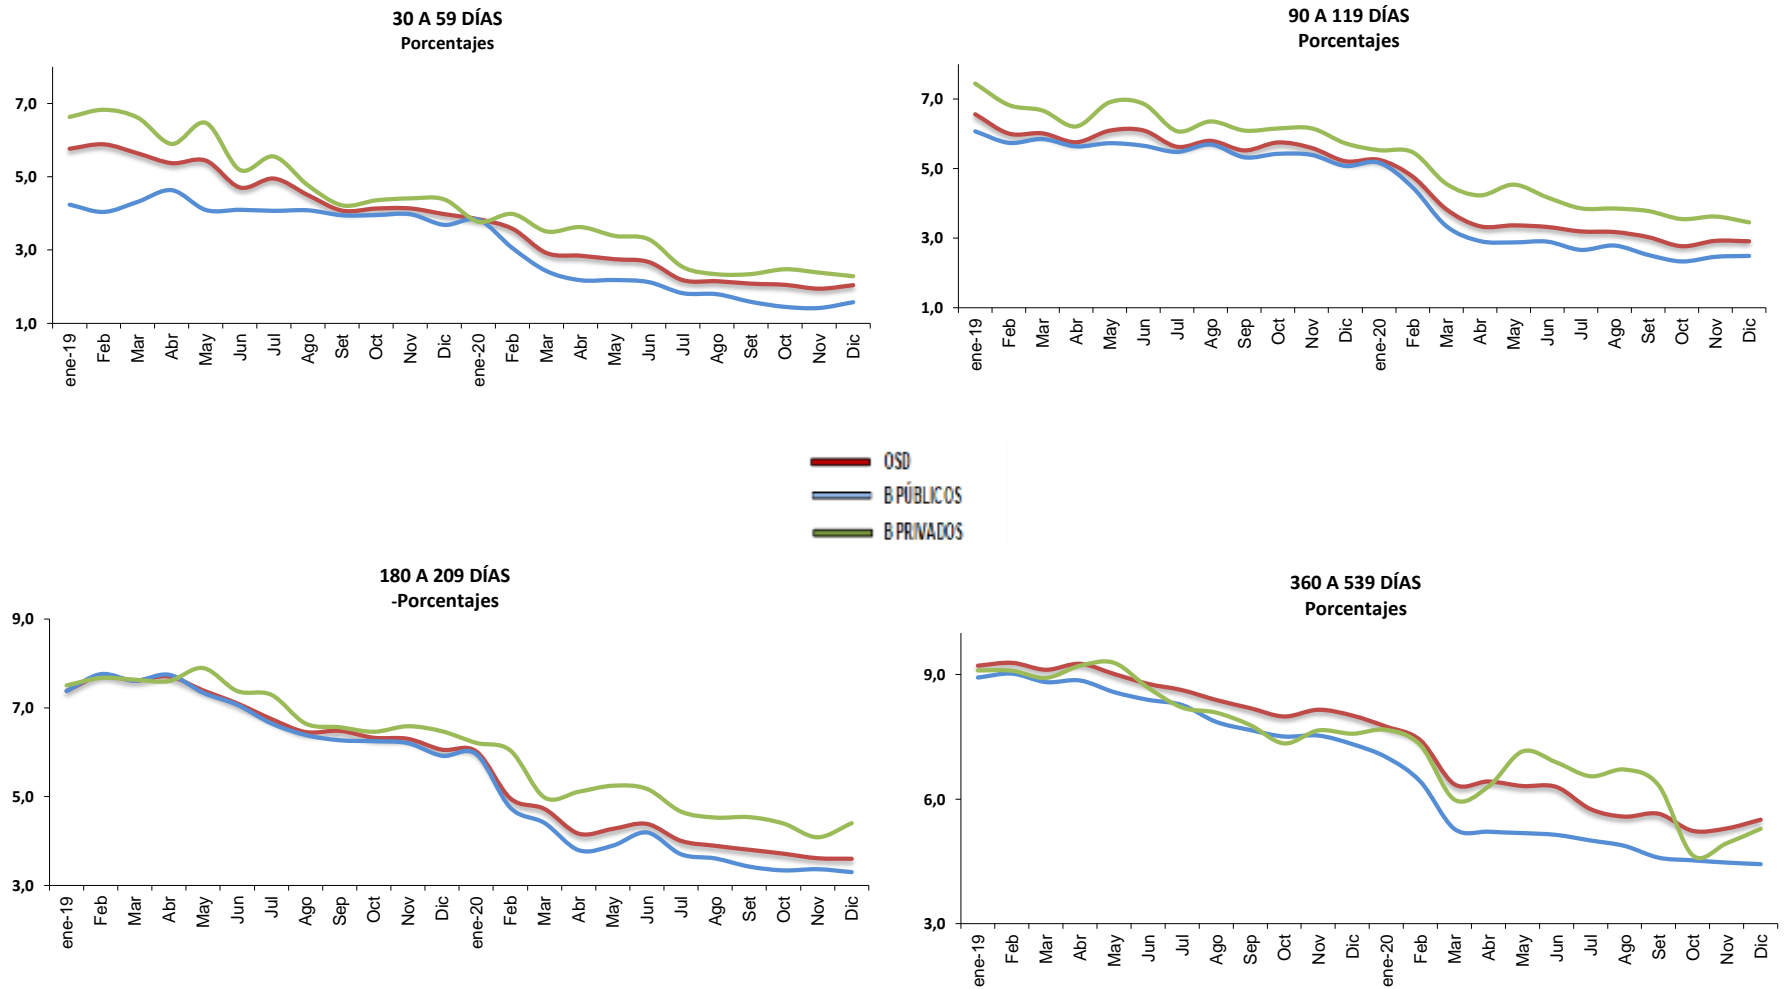 30 A 59 DÍAS
Porcentajes
7,0
5,0
3,0
1,0
ene-19 Feb Mar Abr May Jun Jul Ago Set Oct Nov Dic ene-20 Feb Mar Abr May Jun Jul Ago Set Oct Nov Dic
90 A 119 DÍAS
Porcentajes
7,0
5,0
3,0
1,0
ene-19 Feb Mar Abr May Jun Jul Ago Sep Oct Nov Dic ene-20 Feb Mar Abr May Jun Jul Ago Set Oct Nov Dic
OSD
B PÚBLICOS
B PRIVADOS
180 A 209 DÍAS
-Porcentajes
9,0
7,0
5,0
3,0
ene-19 Feb Mar Abr May Jun Jul Ago Sep Oct Nov Dic ene-20 Feb Mar Abr May Jun Jul Ago Set Oct Nov Dic
360 A 539 DÍAS
Porcentajes
9,0
6,0
3,0
ene-19 Feb Mar Abr May Jun Jul Ago Sep Oct Nov Dic ene-20 Feb Mar Abr May Jun Jul Ago Set Oct Nov Dic